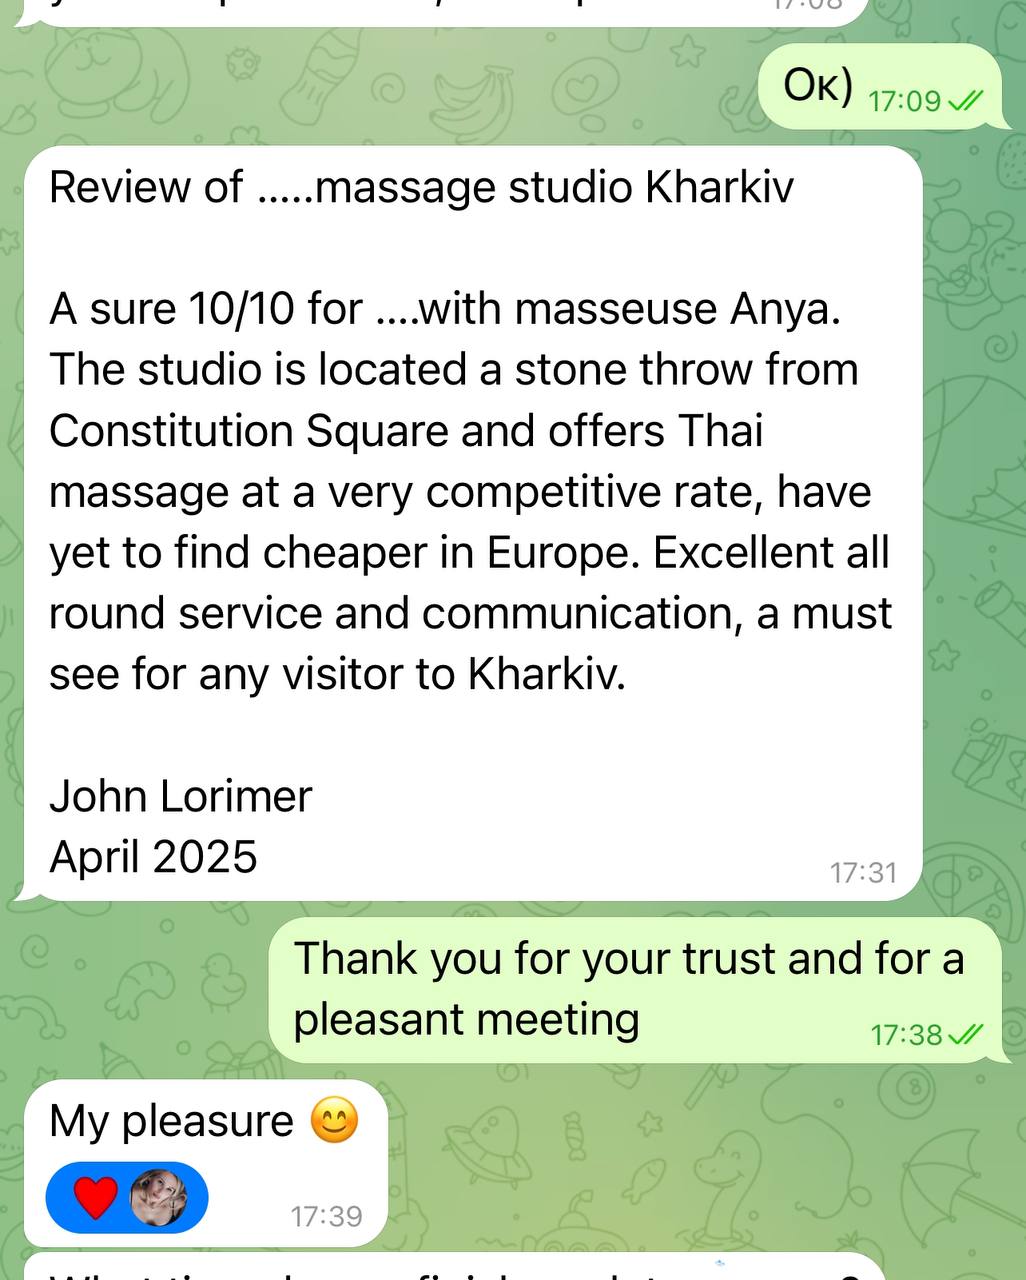 17:08
Ок) 17:09
Review of .....massage studio Kharkiv
A sure 10/10 for ....with masseuse Anya.
The studio is located a stone throw from
Constitution Square and offers Thai
massage at a very competitive rate, have
yet to find cheaper in Europe. Excellent all
round service and communication, a must
see for any visitor to Kharkiv.
John Lorimer
April 2025
17:31
Thank you for your trust and for a
pleasant meeting
17:38
My pleasure 😊
17:39